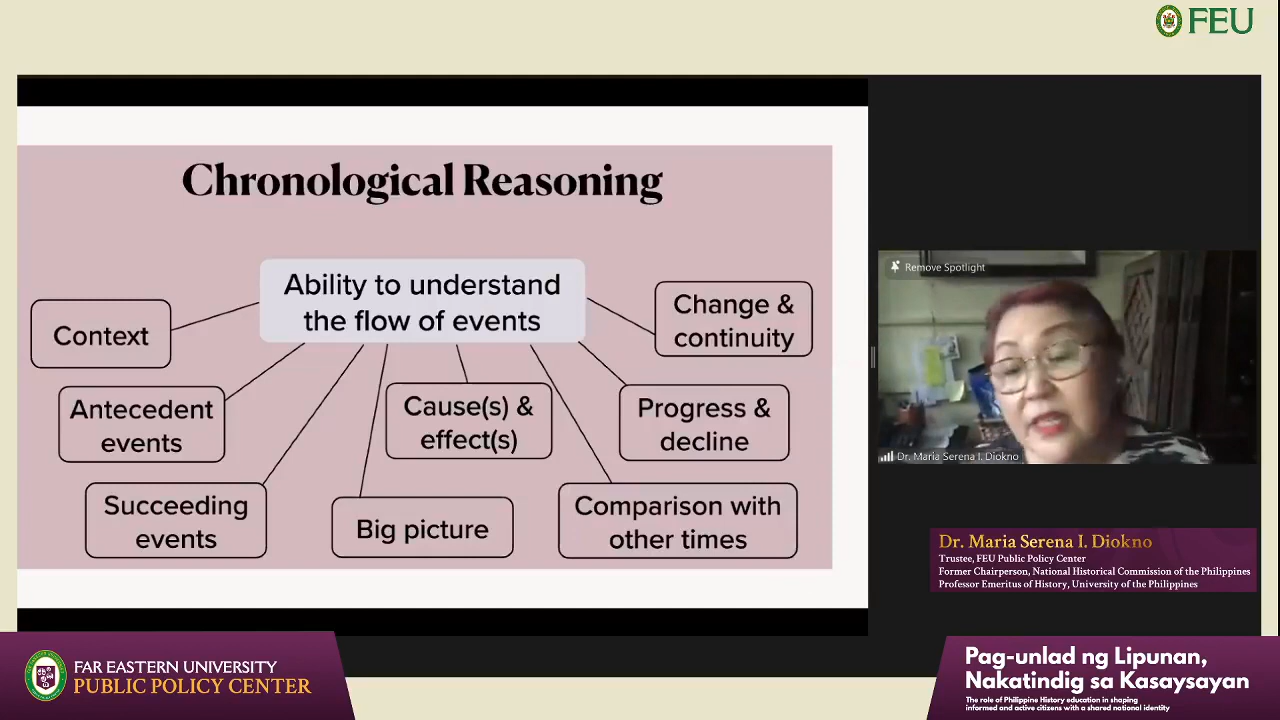 FEU
Chronological Reasoning
Ability to understand
the flow of events
Context
Antecedent
events
Succeeding
events
Big picture
Cause(s) &
effect(s)
Comparison with
other times
Progress &
decline
Change &
continuity
Remove Spotlight
Dr. Maria Serena I. Diokno
Dr. Maria Serena I. Diokno
Trustee, FEU Public Policy Center
Former Chairperson, National Historical Commission of the Philippines
Professor Emeritus of History, University of the Philippines
FAR EASTERN UNIVERSITY
PUBLIC POLICY CENTER
Pag-unlad ng Lipunan,
Nakatindig sa Kasaysayan
The role of Philippine History education in shaping
informed and active citizens with a shared national identity